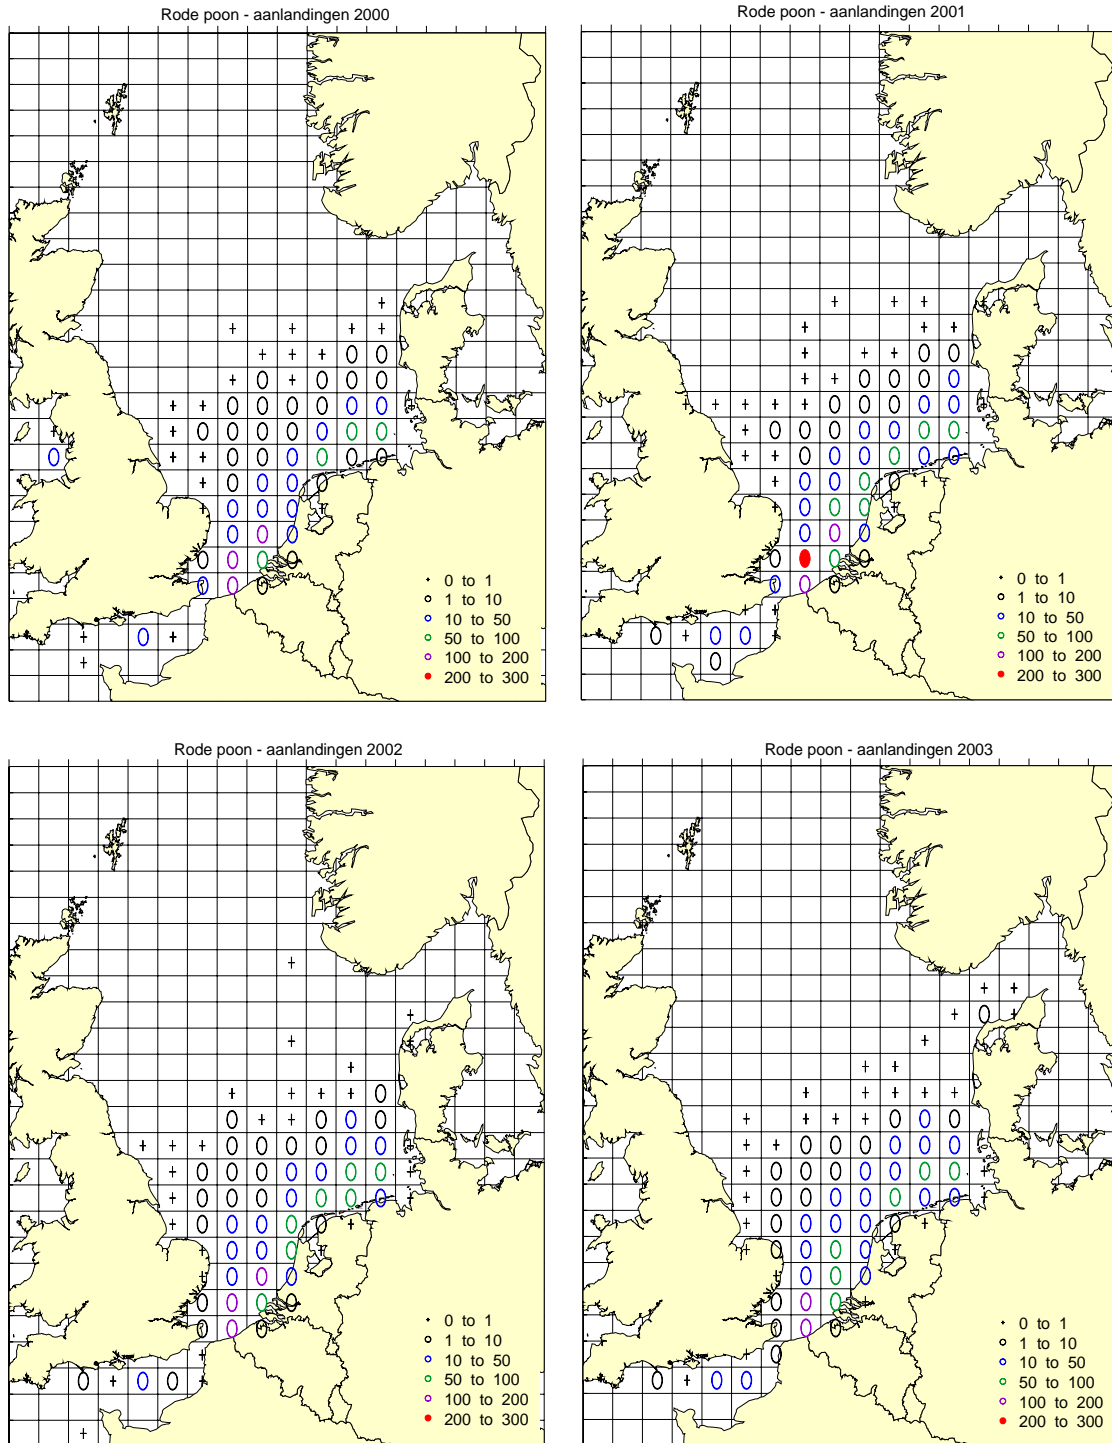 Rode poon - aanlandingen 2000
0 to 1
1 to 10
10 to 50
50 to 100
100 to 200
200 to 300
Rode poon - aanlandingen 2001
0 to 1
1 to 10
10 to 50
50 to 100
100 to 200
200 to 300
Rode poon - aanlandingen 2002
0 to 1
1 to 10
10 to 50
50 to 100
100 to 200
200 to 300
Rode poon - aanlandingen 2003
0 to 1
1 to 10
10 to 50
50 to 100
100 to 200
200 to 300